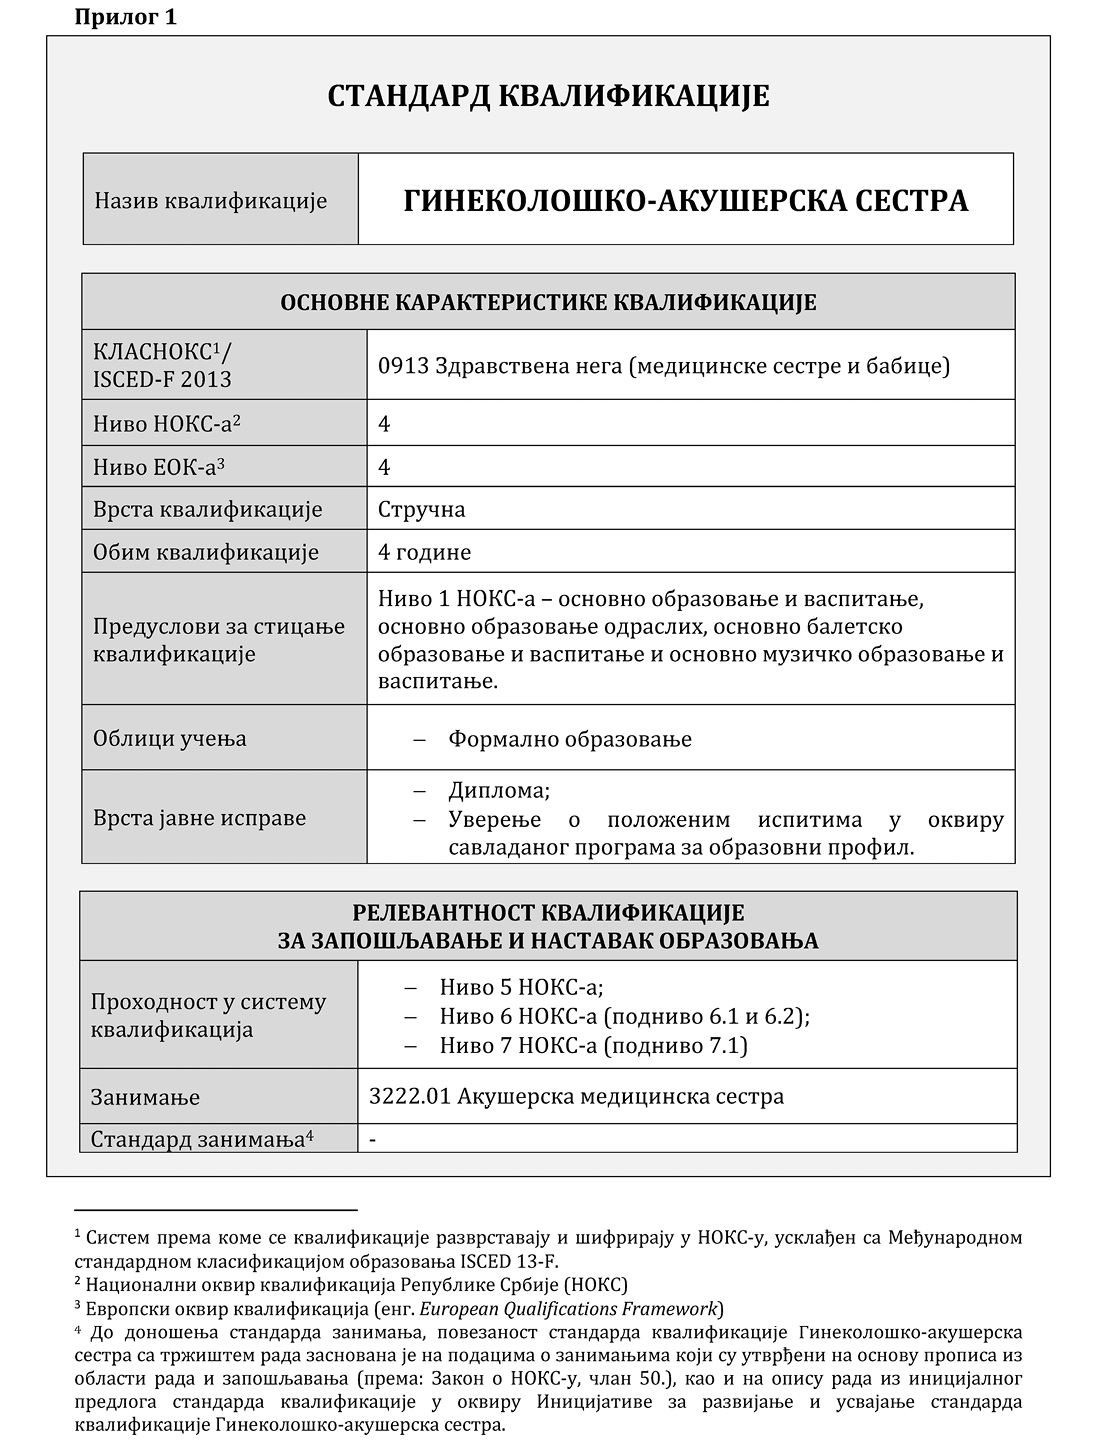 Прилог 1
СТАНДАРД КВАЛИФИКАЦИЈЕ
Назив квалификације
ГИНЕКОЛОШКО-АКУШЕРСКА СЕСТРА
ОСНОВНЕ КАРАКТЕРИСТИКЕ КВАЛИФИКАЦИЈЕ
КЛАСНОКС¹/
ISCED-F 2013
0913 Здравствена нега (медицинске сестре и бабице)
Ниво НОКС-а²
4
Ниво ЕОК-а³
4
Врста квалификације
Стручна
Обим квалификације
4 године
Предуслови за стицање
квалификације
Ниво 1 НОКС-а – основно образовање и васпитање,
основно образовање одраслих, основно балетско
образовање и васпитање и основно музичко образовање и
васпитање.
Облици учења
– Формално образовање
Врста јавне исправе
– Диплома;
– Уверење о положеним испитима у оквиру
савладаног програма за образовни профил.
РЕЛЕВАНТНОСТ КВАЛИФИКАЦИЈЕ
ЗА ЗАПОШЉАВАЊЕ И НАСТАВАК ОБРАЗОВАЊА
Проходност у систему
квалификација
– Ниво 5 НОКС-а;
– Ниво 6 НОКС-а (подниво 6.1 и 6.2);
– Ниво 7 НОКС-а (подниво 7.1)
Занимање
3222.01 Акушерска медицинска сестра
Стандард занимања⁴
-
¹ Систем према коме се квалификације разврставају и шифрирају у НОКС-у, усклађен са Међународном
стандардном класификацијом образовања ISCED 13-F.
² Национални оквир квалификација Републике Србије (НОКС)
³ Европски оквир квалификација (енг. European Qualifications Framework)
⁴ До доношења стандарда занимања, повезаност стандарда квалификације Гинеколошко-акушерска
сестра са тржиштем рада заснована је на подацима о занимањима који су утврђени на основу прописа из
области рада и запошљавања (према: Закон о НОКС-у, члан 50.), као и на опису рада из иницијалног
предлога стандарда квалификације у оквиру Иницијативе за развијање и усвајање стандарда
квалификације Гинеколошко-акушерска сестра.